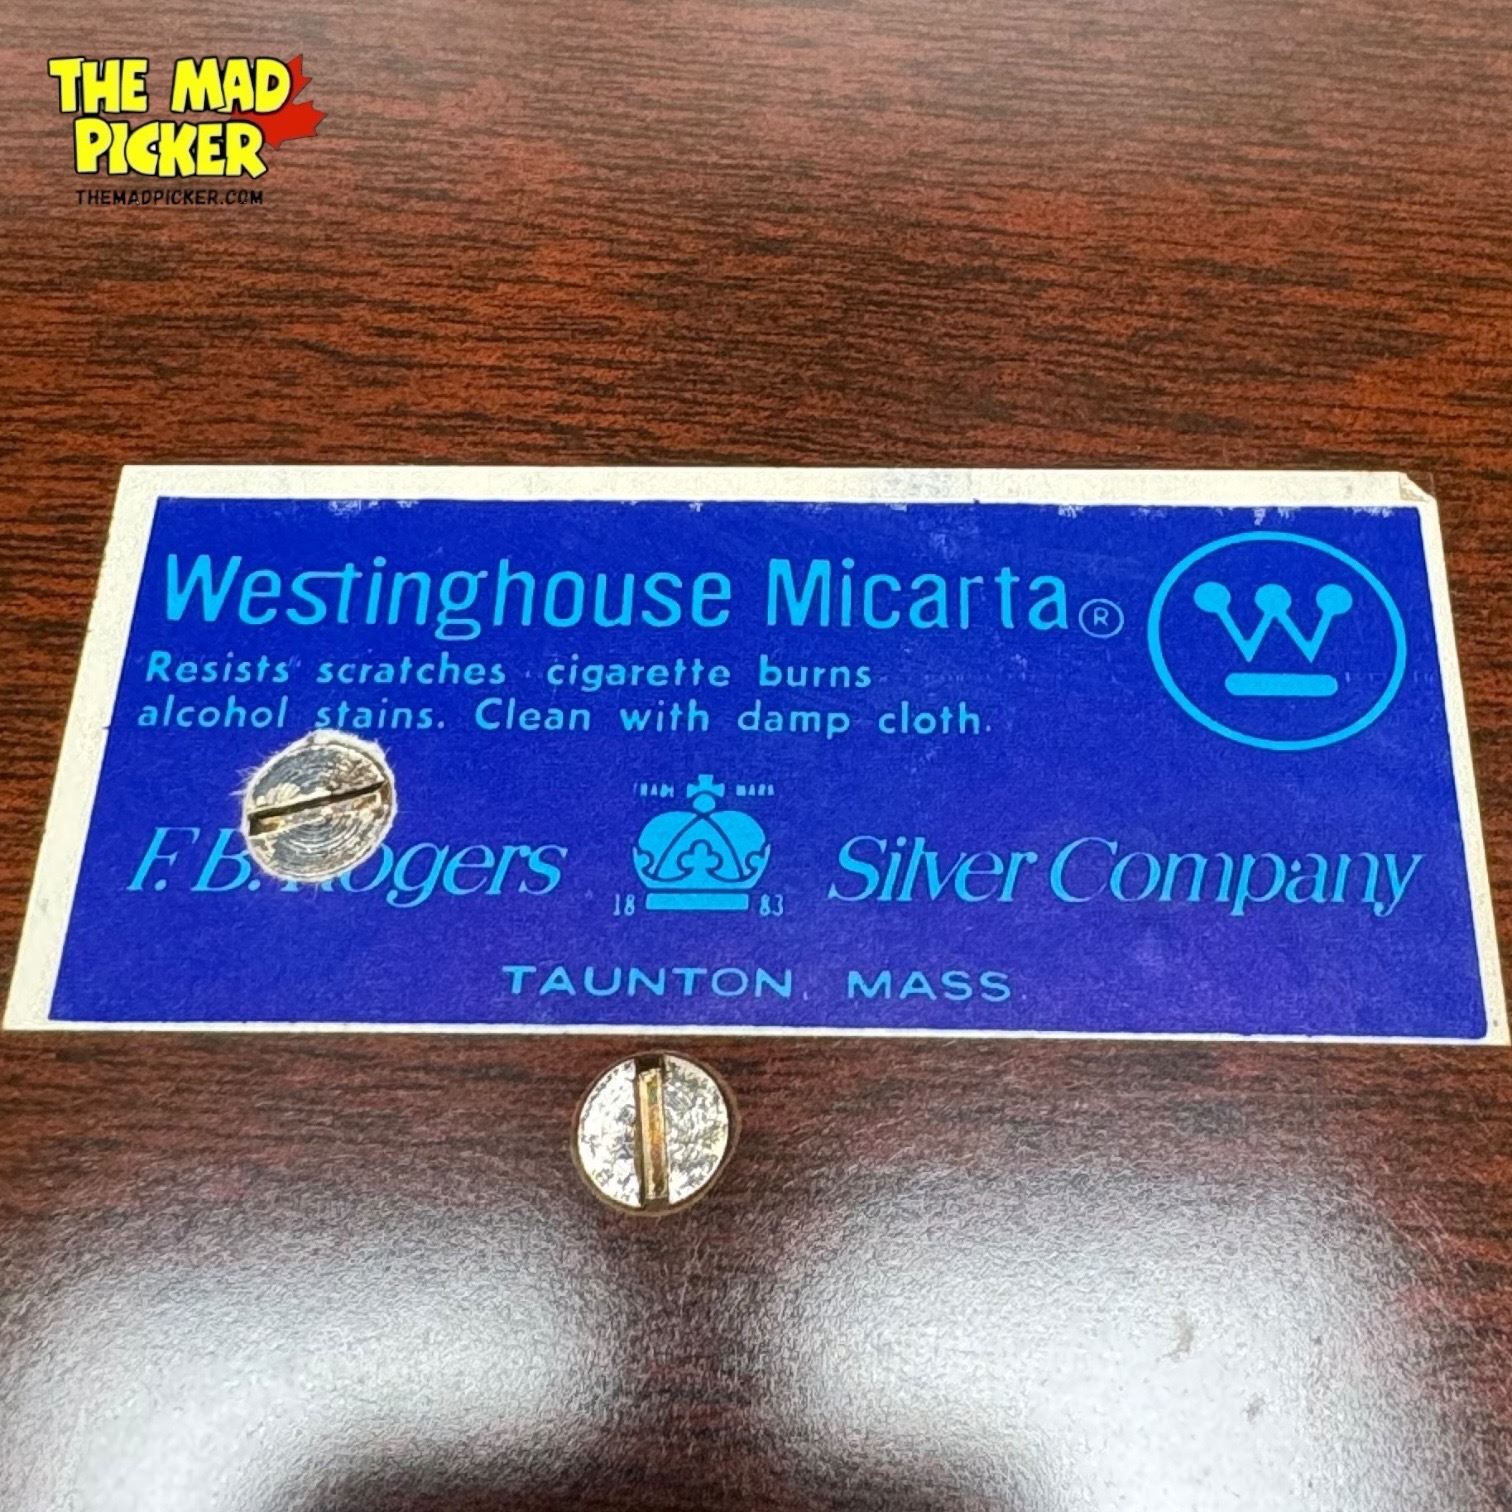 THE MAD
PICKER
THEMADPICKER.COM
Westinghouse Micarta®
W
Resists scratches cigarette burns
alcohol stains. Clean with damp cloth.
TRADE MARK
F.B. Rogers Silver Company
18 83
TAUNTON MASS